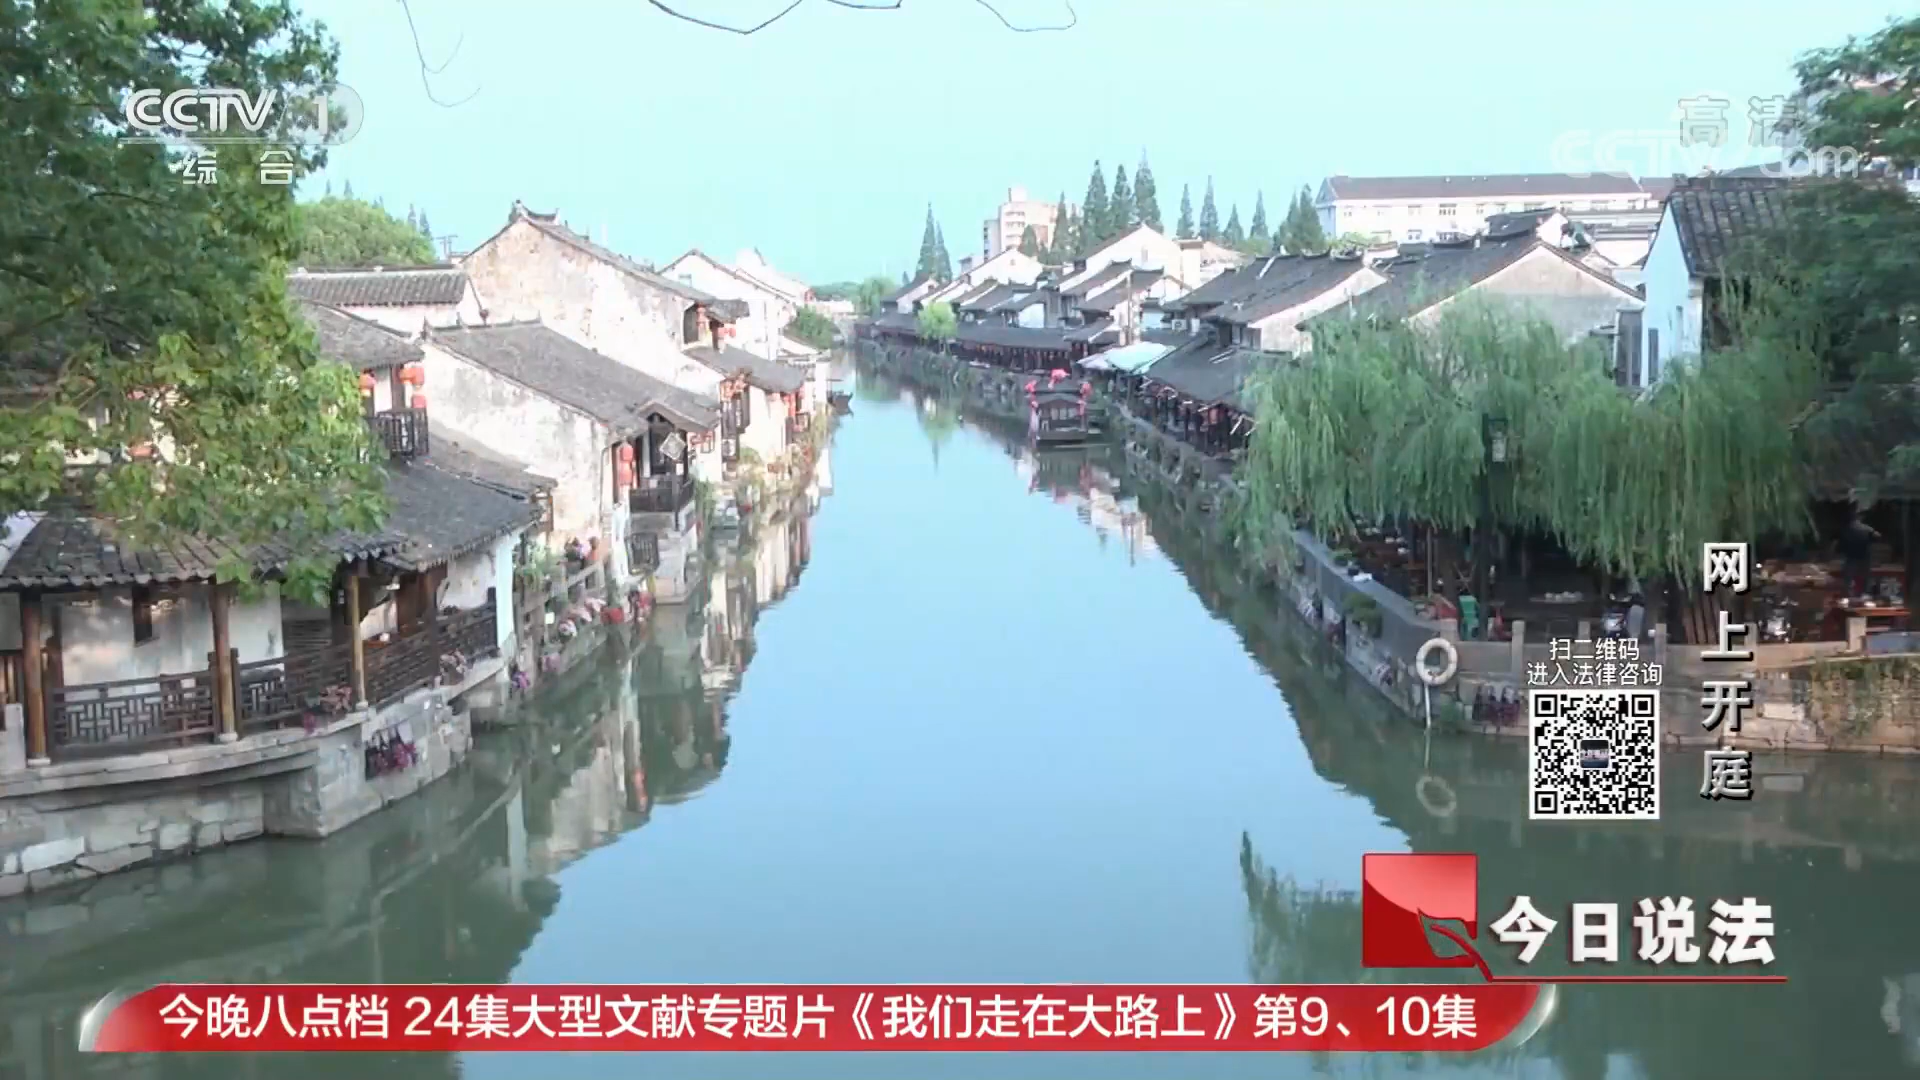 CCTV 1
综合
高清
CCTV.com
网上开庭
扫二维码
进入法律咨询
今日说法
今晚八点档 24集大型文献专题片《我们走在大路上》第9、10集